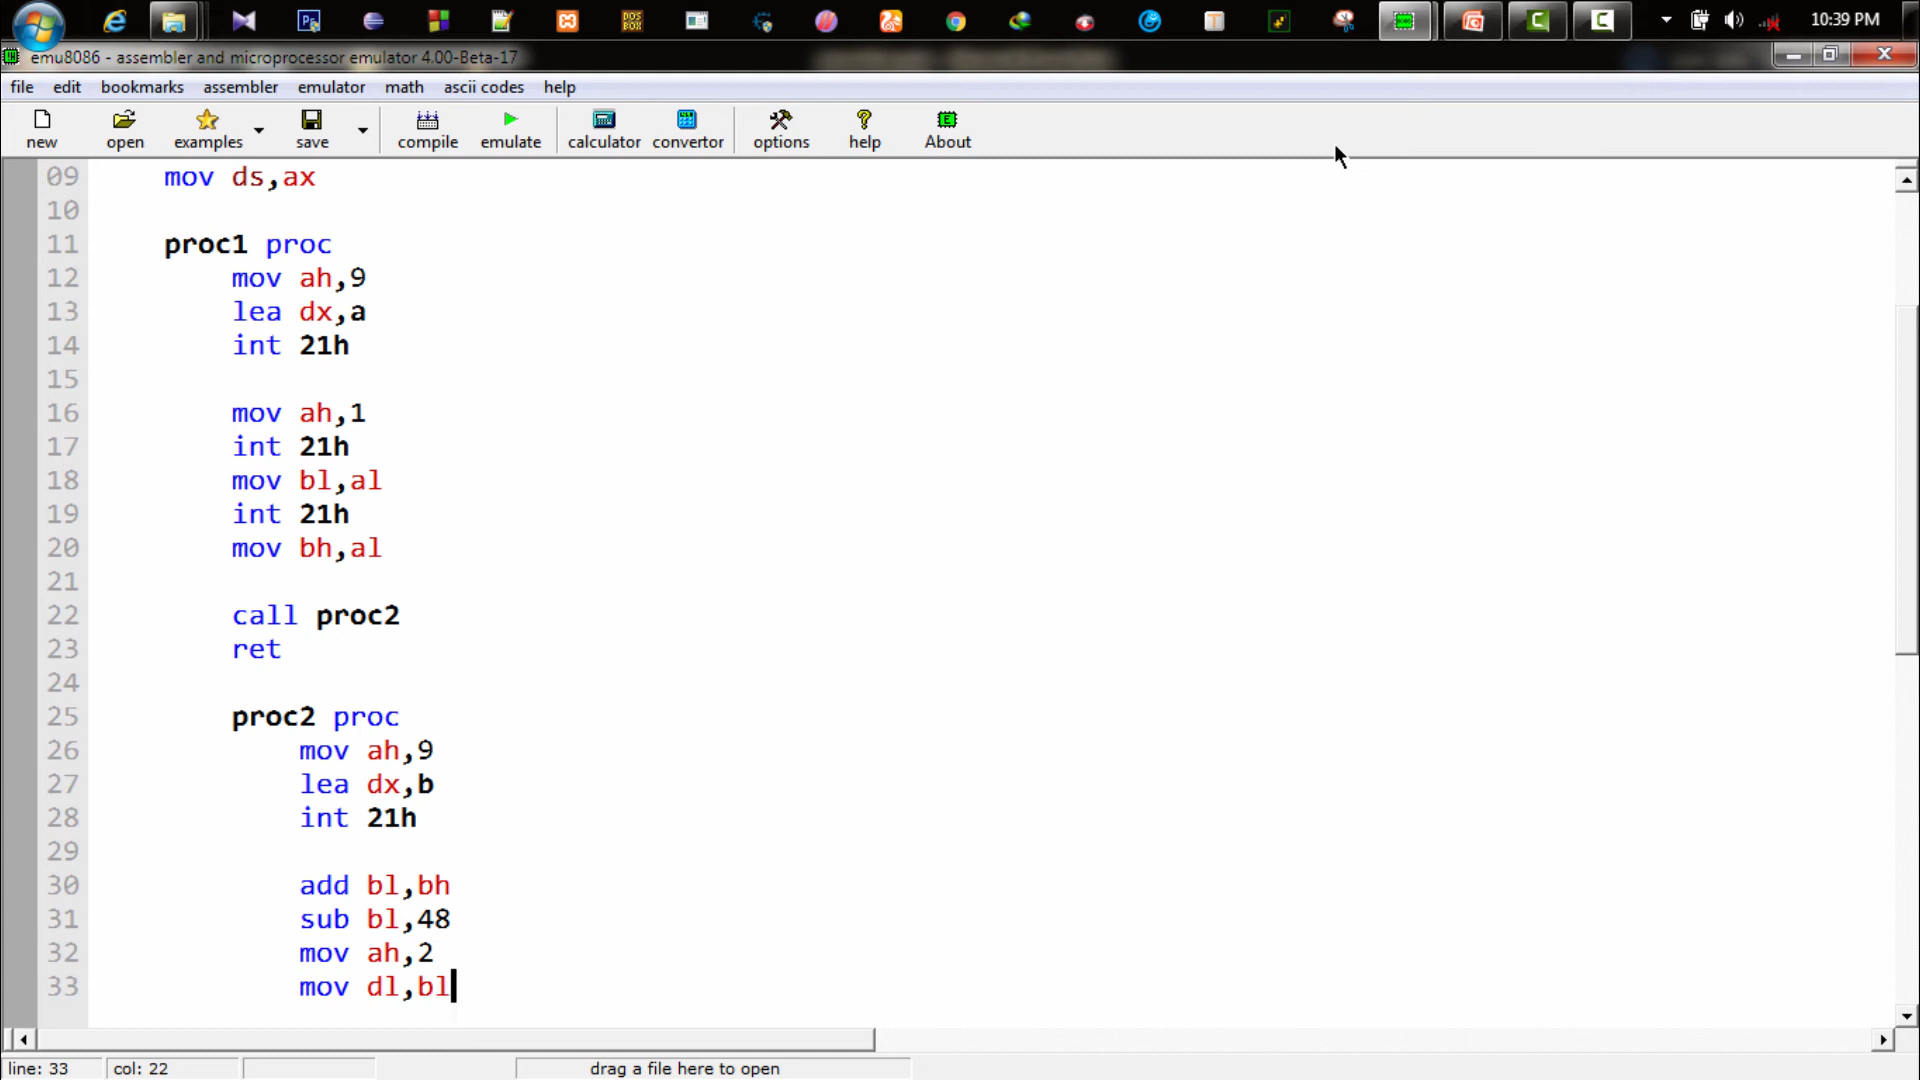 10:39 PM
emu8086 - assembler and microprocessor emulator 4.00-Beta-17
file edit bookmarks assembler emulator math ascii codes help
new open examples save compile emulate calculator convertor options help About
09 mov ds,ax
10
11 proc1 proc
12 mov ah,9
13 lea dx,a
14 int 21h
15
16 mov ah,1
17 int 21h
18 mov bl,al
19 int 21h
20 mov bh,al
21
22 call proc2
23 ret
24
25 proc2 proc
26 mov ah,9
27 lea dx,b
28 int 21h
29
30 add bl,bh
31 sub bl,48
32 mov ah,2
33 mov dl,bl
line: 33 col: 22 drag a file here to open